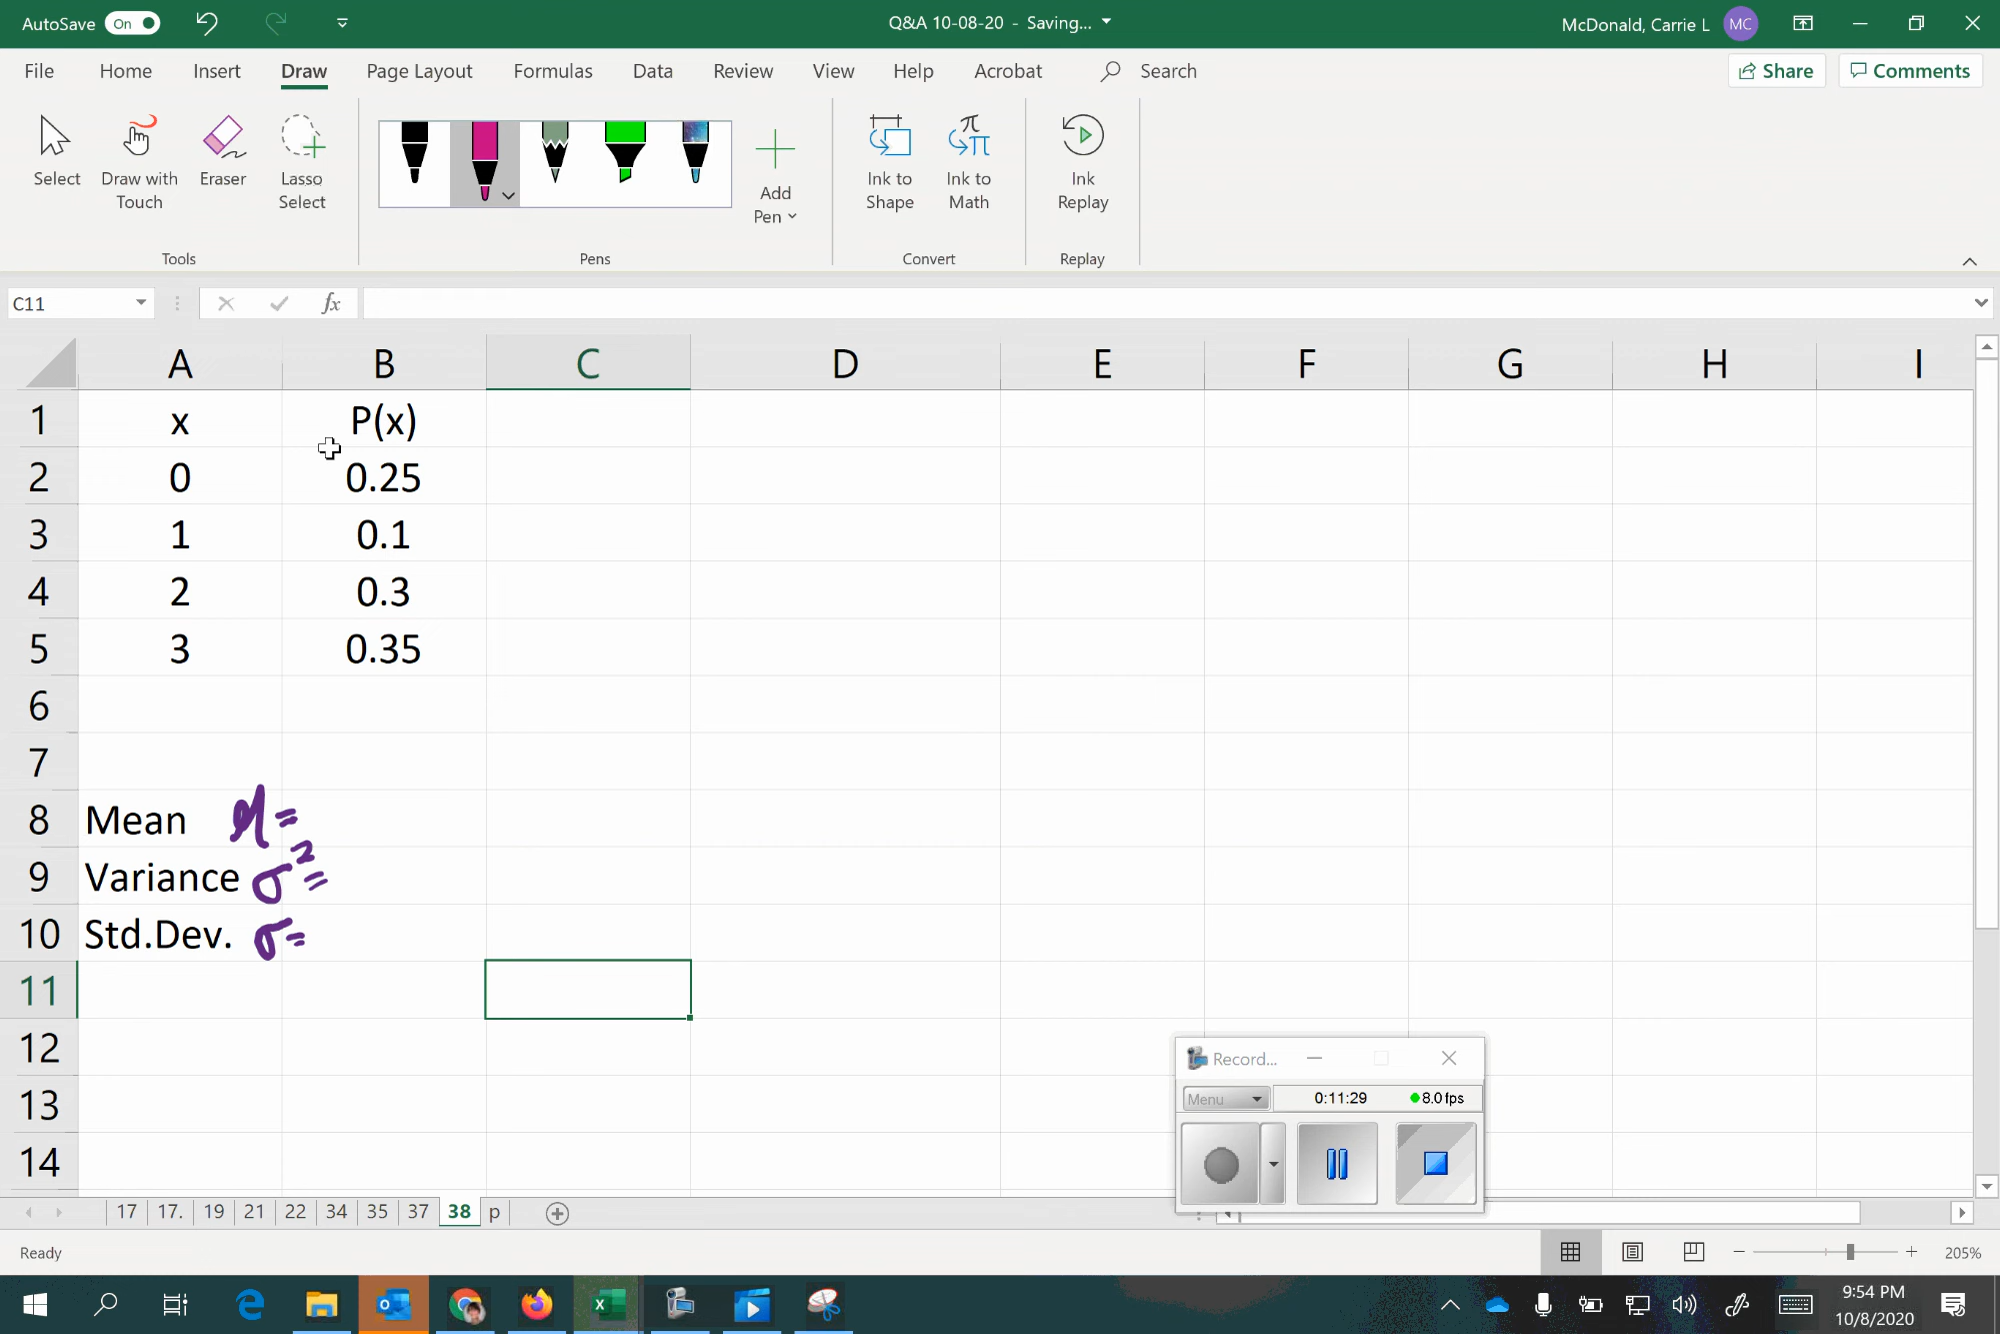 AutoSave On Q&A 10-08-20 - Saving... McDonald, Carrie L MC
File Home Insert Draw Page Layout Formulas Data Review View Help Acrobat Search Share Comments
Select Draw with Touch Eraser Lasso Select Add Pen Ink to Shape Ink to Math Ink Replay
Tools Pens Convert Replay
C11 fx
A B C D E F G H I
1 x P(x)
2 0 0.25
3 1 0.1
4 2 0.3
5 3 0.35
6
7
8 Mean μ=
9 Variance σ²=
10 Std.Dev. σ=
11
12
13
14
Record...
Menu 0:11:29 8.0 fps
17 17. 19 21 22 34 35 37 38 p
Ready 205%
9:54 PM
10/8/2020